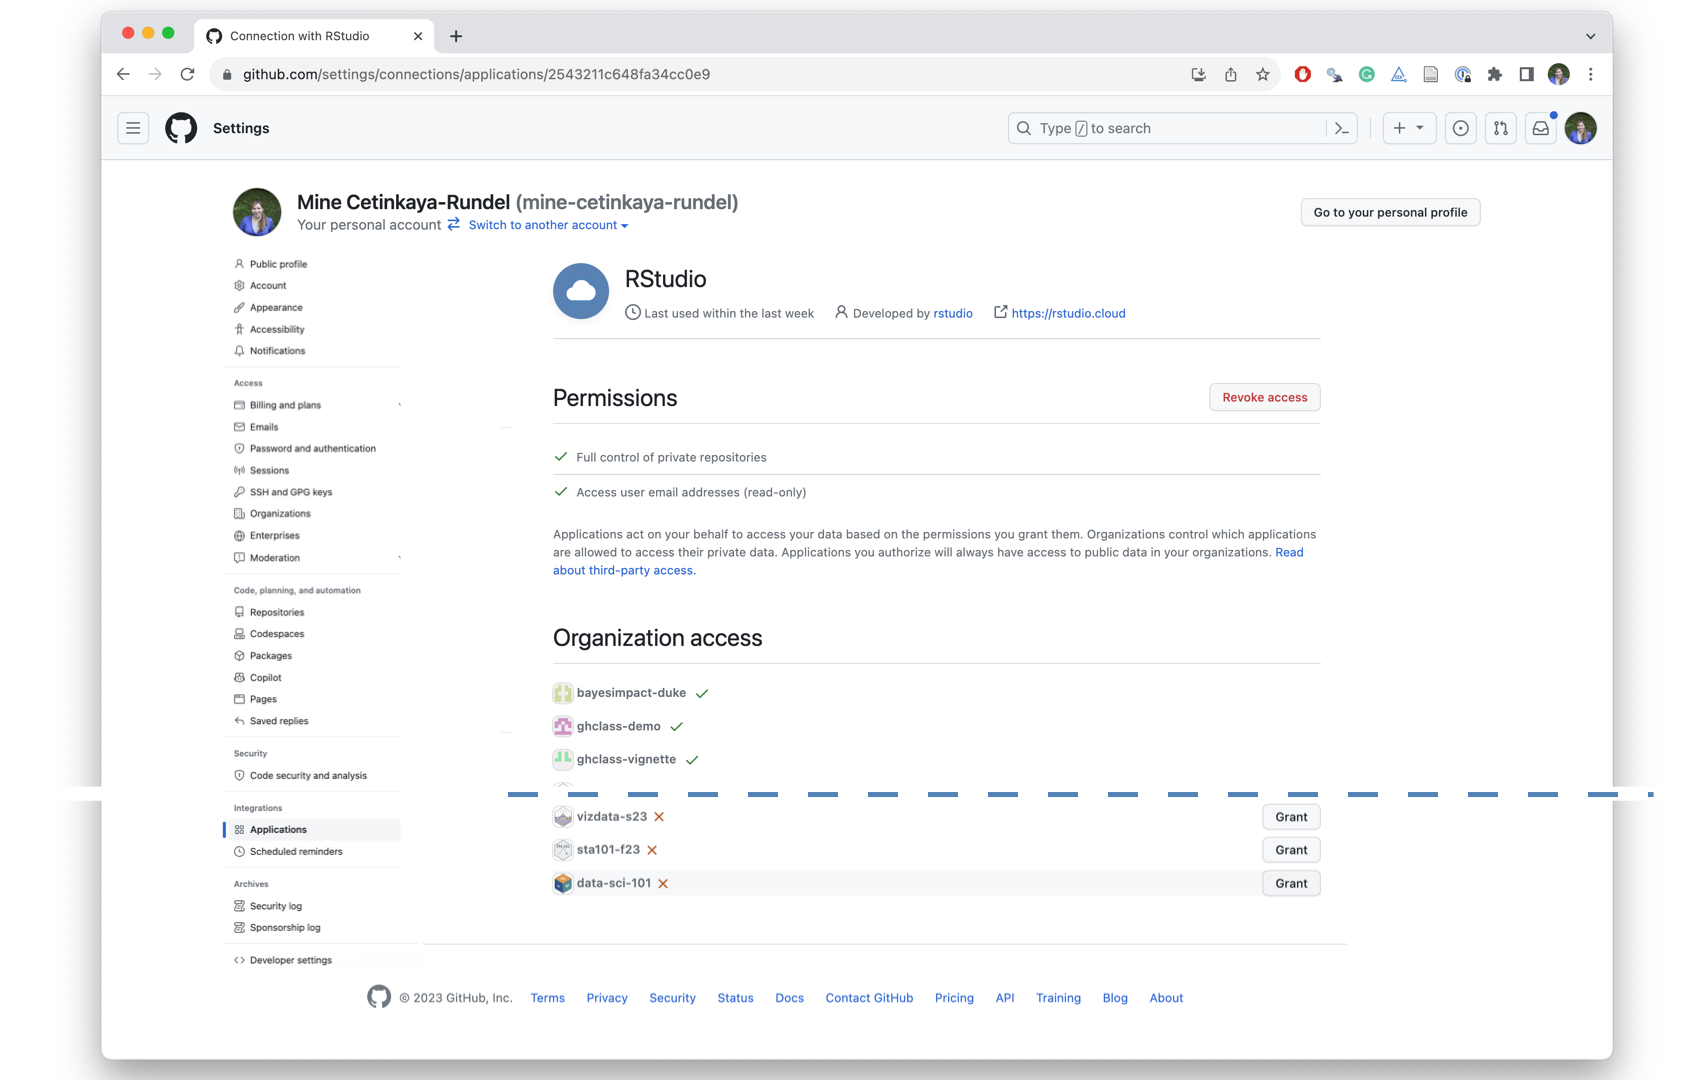 Connection with RStudio
github.com/settings/connections/applications/2543211c648fa34cc0e9
Settings
Type / to search
Mine Cetinkaya-Rundel (mine-cetinkaya-rundel)
Your personal account Switch to another account
Go to your personal profile
Public profile
Account
Appearance
Accessibility
Notifications
Access
Billing and plans
Emails
Password and authentication
Sessions
SSH and GPG keys
Organizations
Enterprises
Moderation
Code, planning, and automation
Repositories
Codespaces
Packages
Copilot
Pages
Saved replies
Security
Code security and analysis
Integrations
Applications
Scheduled reminders
Archives
Security log
Sponsorship log
Developer settings
RStudio
Last used within the last week Developed by rstudio https://rstudio.cloud
Permissions
Revoke access
Full control of private repositories
Access user email addresses (read-only)
Applications act on your behalf to access your data based on the permissions you grant them. Organizations control which applications
are allowed to access their private data. Applications you authorize will always have access to public data in your organizations. Read
about third-party access.
Organization access
bayesimpact-duke
ghclass-demo
ghclass-vignette
vizdata-s23 Grant
sta101-f23 Grant
data-sci-101 Grant
© 2023 GitHub, Inc. Terms Privacy Security Status Docs Contact GitHub Pricing API Training Blog About